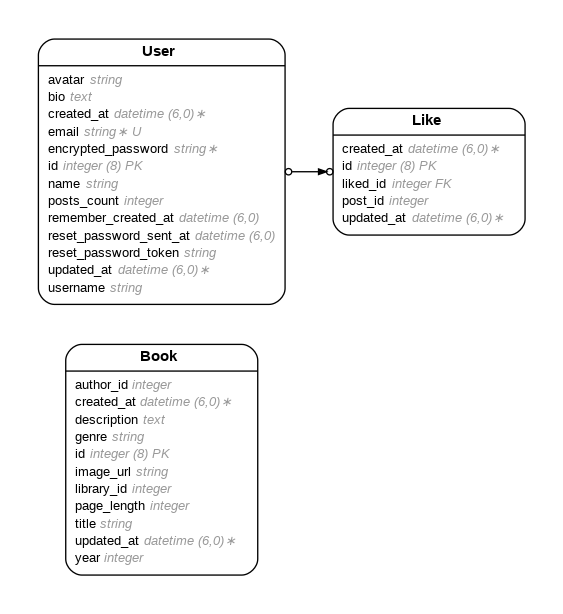 User
avatar string
bio text
created_at datetime (6,0)∗
email string∗ U
encrypted_password string∗
id integer (8) PK
name string
posts_count integer
remember_created_at datetime (6,0)
reset_password_sent_at datetime (6,0)
reset_password_token string
updated_at datetime (6,0)∗
username string
Like
created_at datetime (6,0)∗
id integer (8) PK
liked_id integer FK
post_id integer
updated_at datetime (6,0)∗
Book
author_id integer
created_at datetime (6,0)∗
description text
genre string
id integer (8) PK
image_url string
library_id integer
page_length integer
title string
updated_at datetime (6,0)∗
year integer